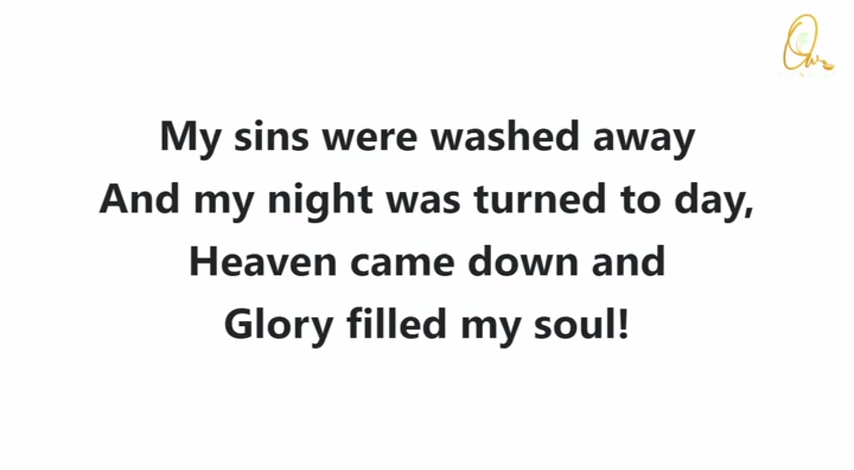 My sins were washed away
And my night was turned to day,
Heaven came down and
Glory filled my soul!